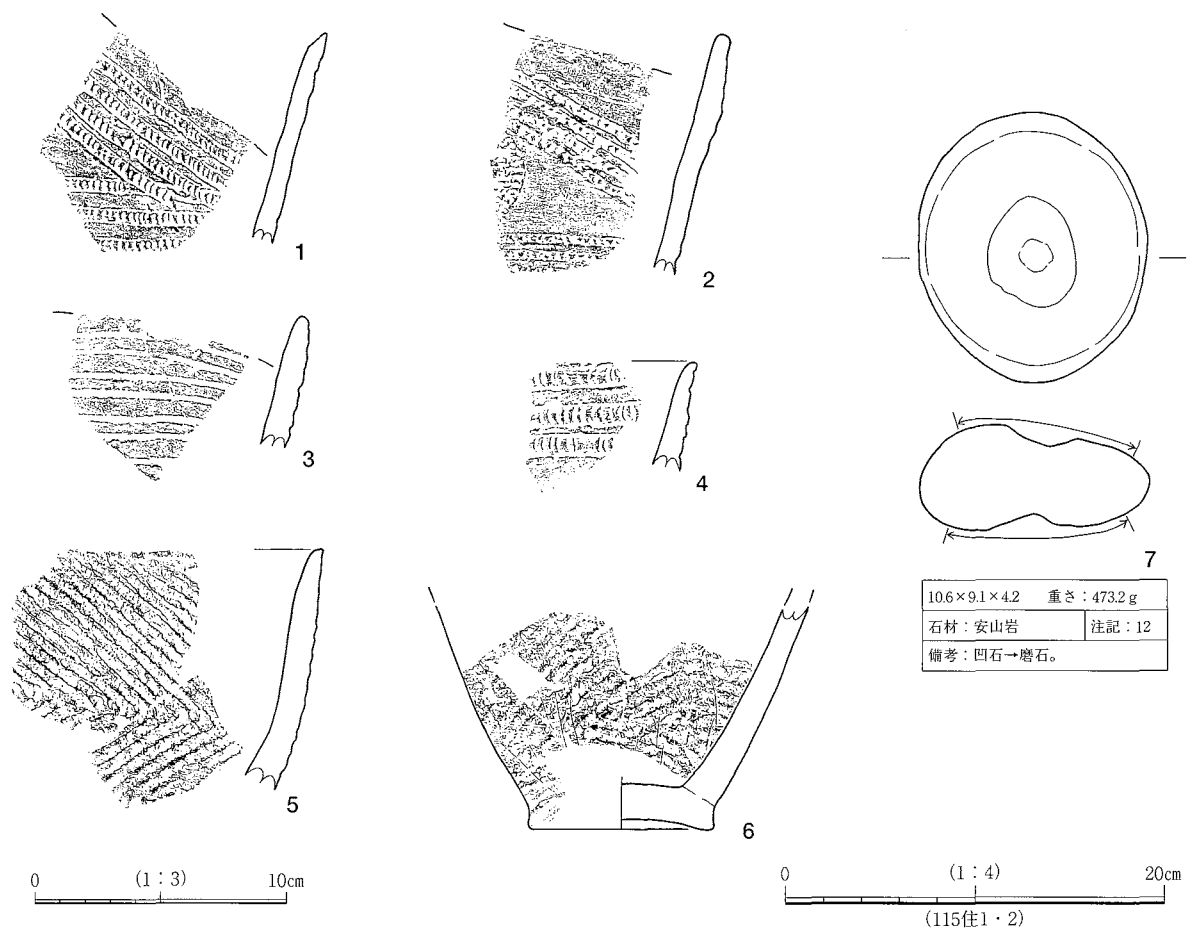 1
2
3
4
5
6
7
10.6×9.1×4.2 重さ：473.2g
石材：安山岩 注記：12
備考：凹石→磨石。
0 (1：3) 10cm
0 (1：4) 20cm
(115住1・2)